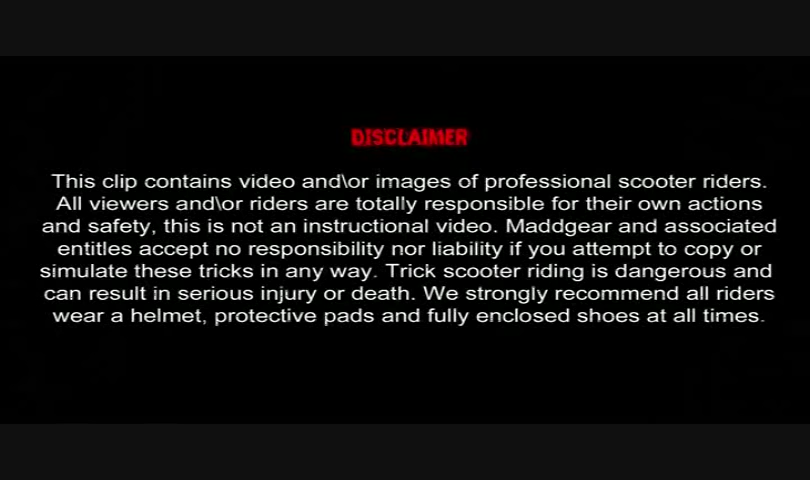 DISCLAIMER
This clip contains video and\or images of professional scooter riders.
All viewers and\or riders are totally responsible for their own actions
and safety, this is not an instructional video. Maddgear and associated
entitles accept no responsibility nor liability if you attempt to copy or
simulate these tricks in any way. Trick scooter riding is dangerous and
can result in serious injury or death. We strongly recommend all riders
wear a helmet, protective pads and fully enclosed shoes at all times.